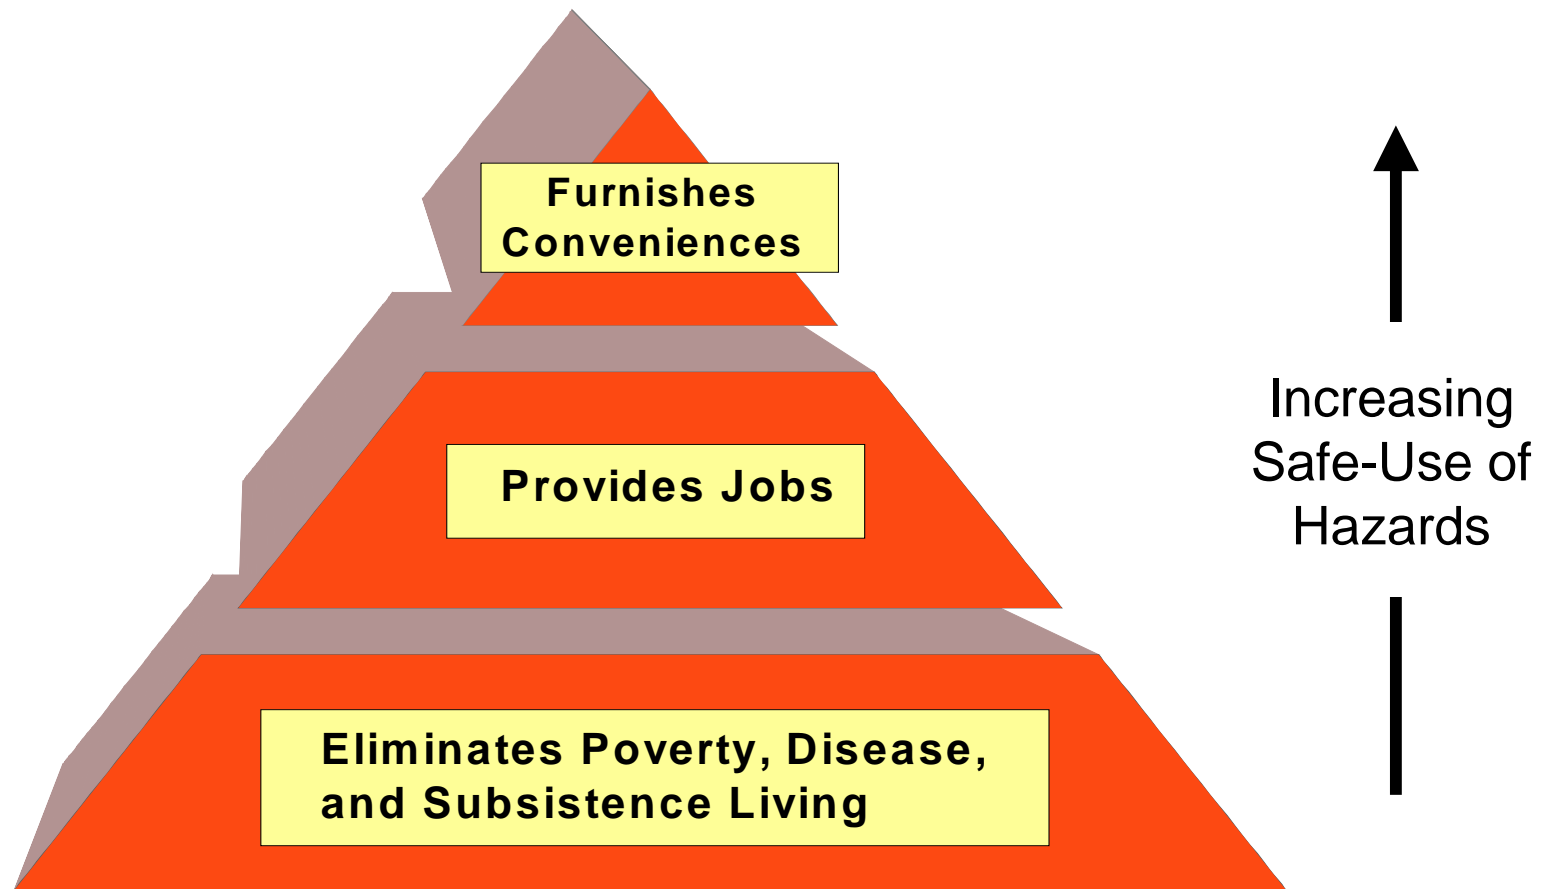 Furnishes
Conveniences
Provides Jobs
Eliminates Poverty, Disease,
and Subsistence Living
Increasing
Safe-Use of
Hazards